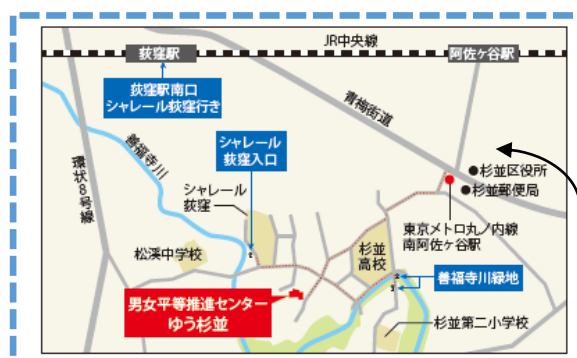 JR中央線
荻窪駅
阿佐ケ谷駅
荻窪駅南口
シャレール荻窪行き
青梅街道
善福寺川
シャレール
荻窪入口
環状8号線
●杉並区役所
●杉並郵便局
シャレール
荻窪
東京メトロ丸ノ内線
南阿佐ケ谷駅
松溪中学校
杉並
高校
善福寺川緑地
男女平等推進センター
ゆう杉並
杉並第二小学校